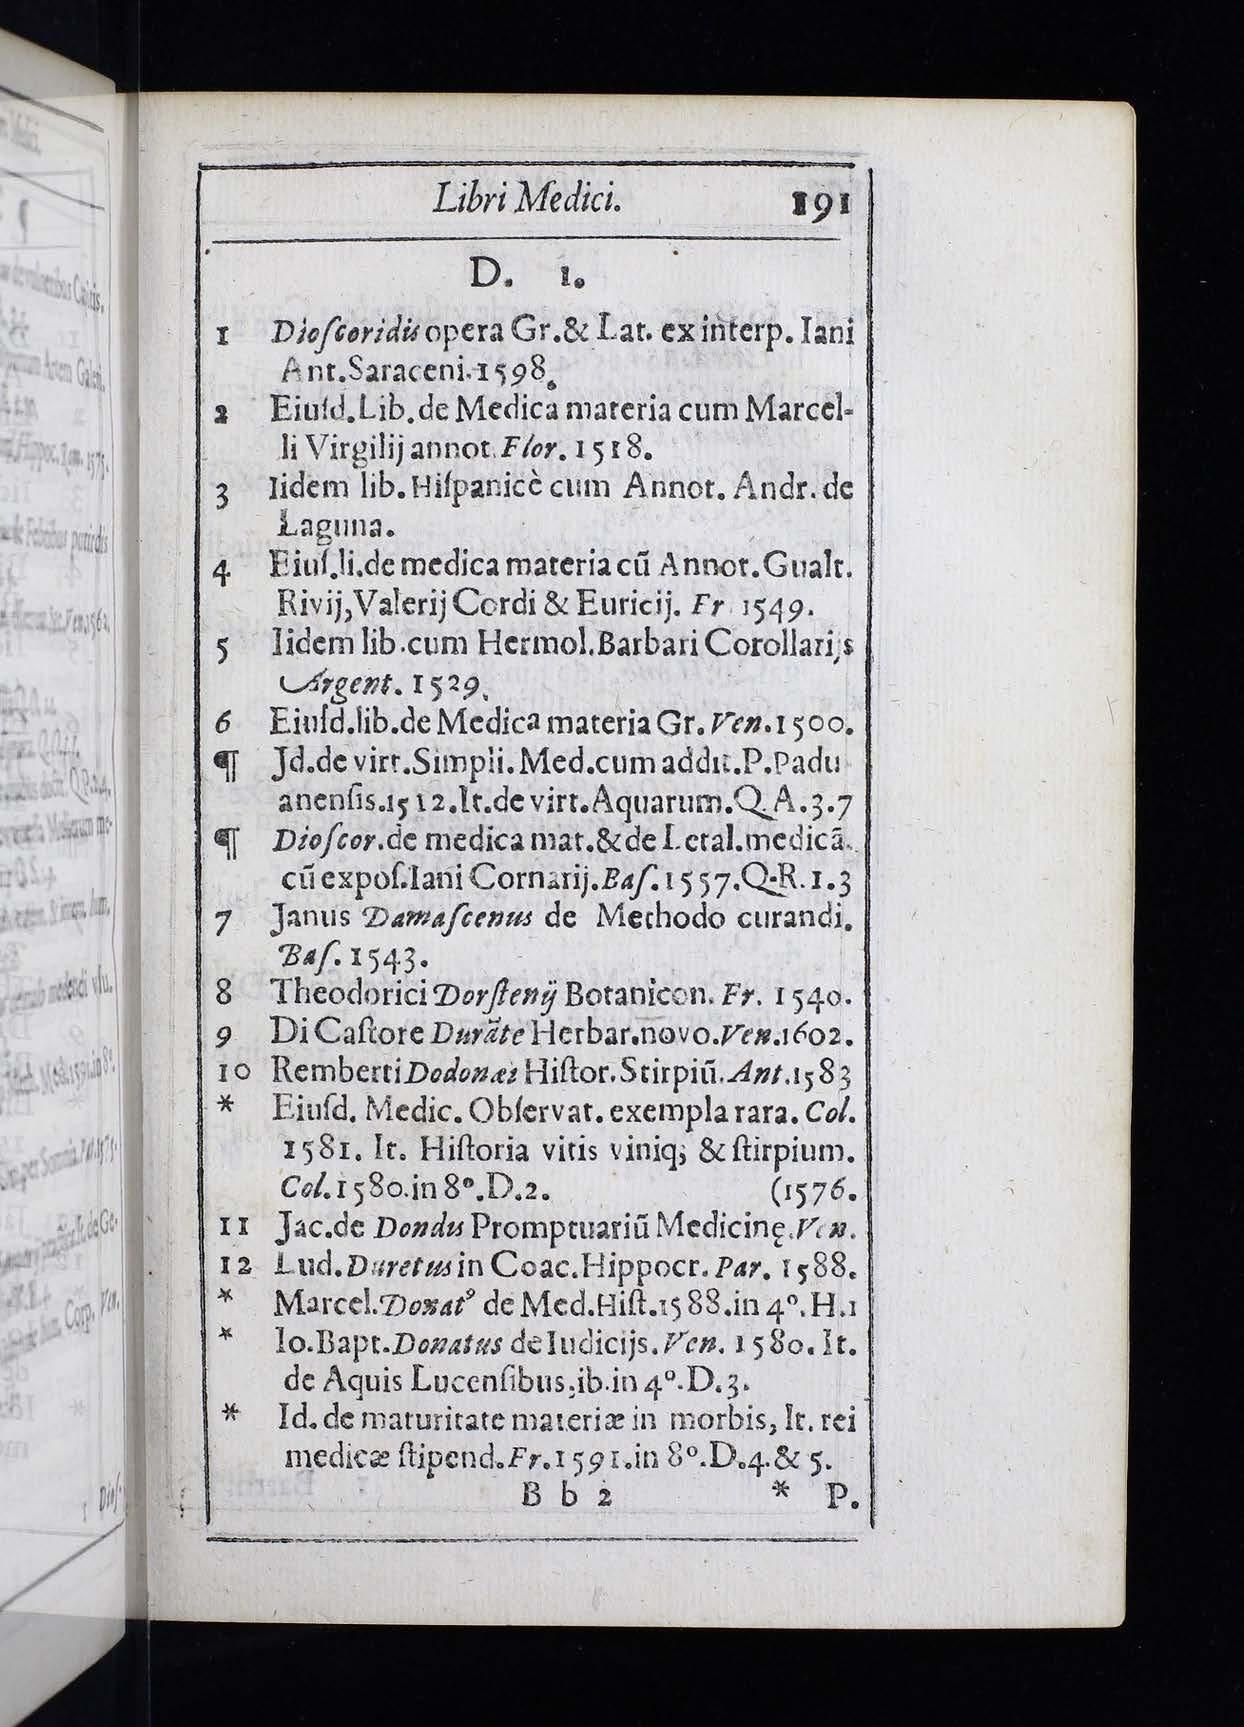 Libri Medici. 191
D. 1.
1 Dioſcoridis opera Gr.& Lat. ex interp. Iani
Ant.Saraceni.1598.
2 Eiuſd.Lib.de Medica materia cum Marcel-
li Virgilij annot.Flor. 1518.
3 Iidem lib. Hiſpanicè cum Annot. Andr. de
Laguna.
4 Eiuſ.li.de medica materia cũ Annot.Gualt.
Rivij,Valerij Cordi & Euricij. Fr. 1549.
5 Iidem lib.cum Hermol.Barbari Corollarijs
Argent. 1529.
6 Eiuſd.lib.de Medica materia Gr. Ven.1500.
¶ Jd.de virt.Simpli.Med.cum addit.P.Padu
anenſis.1512.It.de virt.Aquarum.Q.A.3.7
¶ Dioſcor.de medica mat.&de Letal.medicã.
cũ expoſ.Iani Cornarij.Baſ.1557.Q.R.1.3
7 Janus Damaſcenus de Methodo curandi.
Baſ. 1543.
8 Theodorici Dorſtenij Botanicon. Fr. 1540.
9 Di Caſtore Durãte Herbar.novo.Ven.1602.
10 Remberti Dodonæi Hiſtor.Stirpiũ.Ant.1583
* Eiuſd. Medic. Obſervat. exempla rara. Col.
1581. It. Hiſtoria vitis viniq; & ſtirpium.
Col.1580.in 8°.D.2. (1576.
11 Jac.de Dondis Promptuariũ Medicinę.Ven.
12 Lud.Duretus in Coac.Hippocr. Par. 1588.
* Marcel.Donatꝰ de Med.Hiſt.1588.in 4°.H.1
* Io.Bapt.Donatus de Iudicijs.Ven. 1580. It.
de Aquis Lucenſibus,ib.in 4°.D.3.
* Id. de maturitate materiæ in morbis, It. rei
medicæ ſtipend.Fr.1591.in 8°.D.4.& 5.
B b 2 * P.